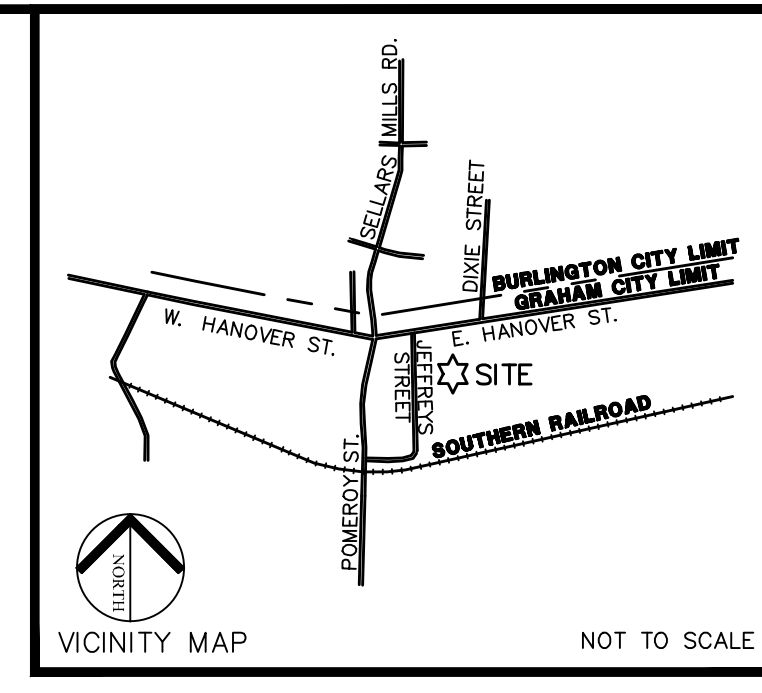 SELLARS MILLS RD.
DIXIE STREET
BURLINGTON CITY LIMIT
GRAHAM CITY LIMIT
W. HANOVER ST.
E. HANOVER ST.
JEFFREYS
STREET
SITE
SOUTHERN RAILROAD
POMEROY ST.
NORTH
VICINITY MAP
NOT TO SCALE